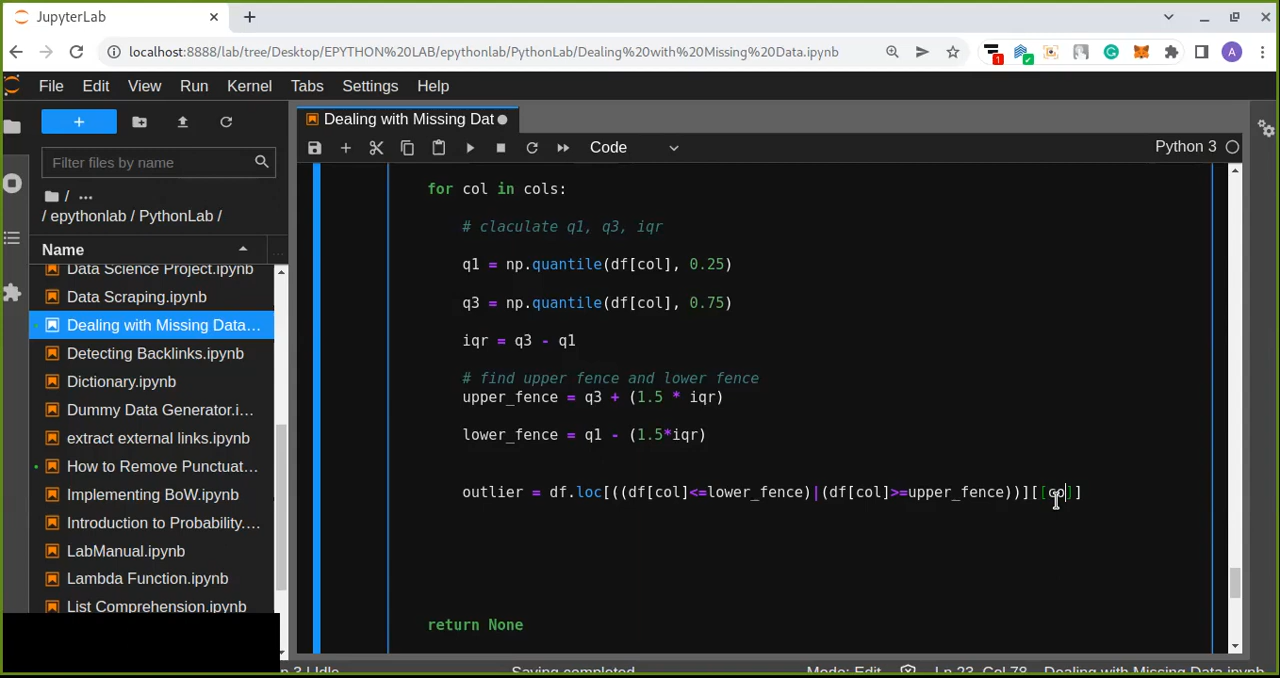 JupyterLab
localhost:8888/lab/tree/Desktop/EPYTHON%20LAB/epythonlab/PythonLab/Dealing%20with%20Missing%20Data.ipynb
1
A
File Edit View Run Kernel Tabs Settings Help
Dealing with Missing Dat
Filter files by name
Code
Python 3
/ ...
/ epythonlab / PythonLab /
Name
Data Science Project.ipynb
Data Scraping.ipynb
Dealing with Missing Data...
Detecting Backlinks.ipynb
Dictionary.ipynb
Dummy Data Generator.i...
extract external links.ipynb
How to Remove Punctuat...
Implementing BoW.ipynb
Introduction to Probability....
LabManual.ipynb
Lambda Function.ipynb
List Comprehension.ipynb
for col in cols:
# claculate q1, q3, iqr
q1 = np.quantile(df[col], 0.25)
q3 = np.quantile(df[col], 0.75)
iqr = q3 - q1
# find upper fence and lower fence
upper_fence = q3 + (1.5 * iqr)
lower_fence = q1 - (1.5*iqr)
outlier = df.loc[((df[col]<=lower_fence)|(df[col]>=upper_fence))][[co]]
return None
3 | Idle
Saving completed
Mode: Edit
Ln 23, Col 78
Dealing with Missing Data.ipynb